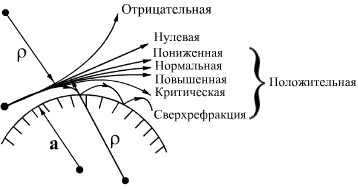 Отрицательная
ρ
Нулевая
Пониженная
Нормальная
Повышенная
Критическая
Сверхрефракция
Положительная
a
ρ